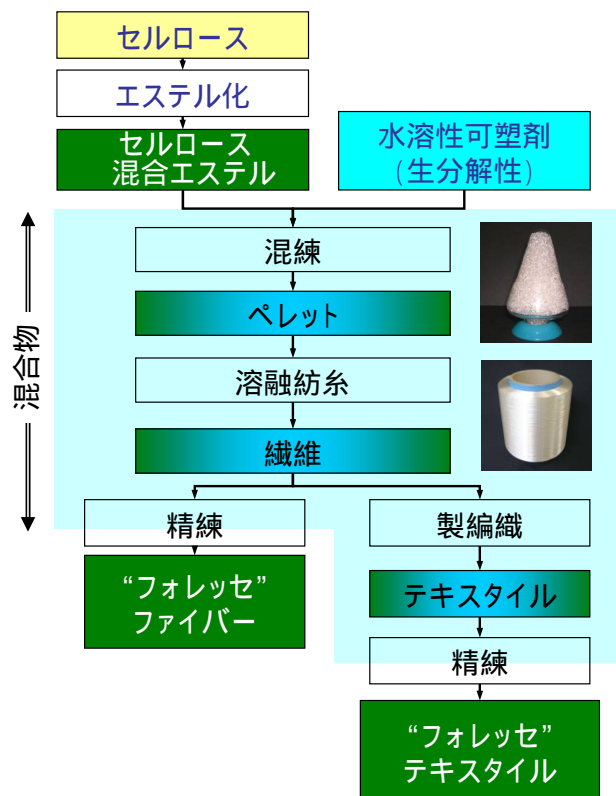 セルロース
エステル化
セルロース
混合エステル
水溶性可塑剤
(生分解性)
混合物
混練
ペレット
溶融紡糸
繊維
精練
製編織
“フォレッセ”
ファイバー
テキスタイル
精練
“フォレッセ”
テキスタイル